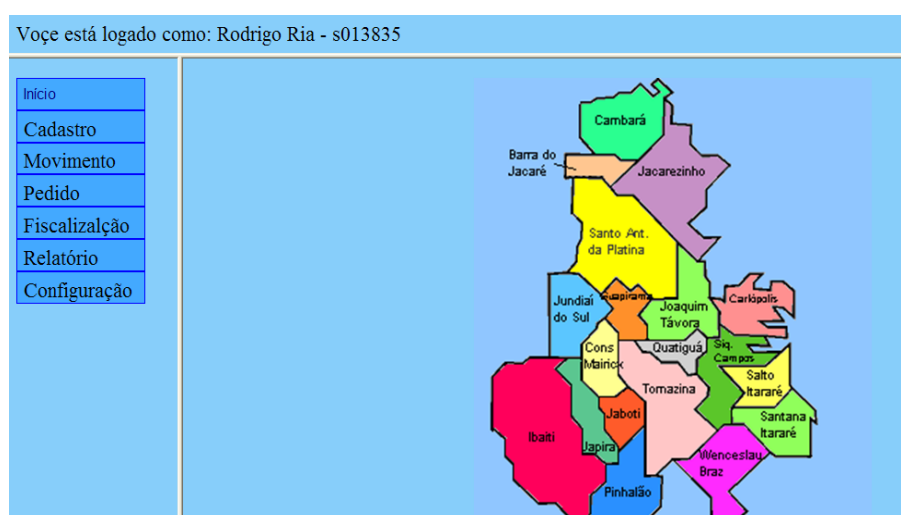 Voçe está logado como: Rodrigo Ria - s013835
Início
Cadastro
Movimento
Pedido
Fiscalizalção
Relatório
Configuração
Cambará
Barra do
Jacaré
Jacarezinho
Santo Ant.
da Platina
Jundiaí
do Sul
Guapirama
Joaquim
Távora
Carlópolis
Cons
Mairick
Quatiguá
Siq.
Campos
Salto
Itararé
Tomazina
Jaboti
Santana
Itararé
Ibaiti
Japira
Wenceslau
Braz
Pinhalão